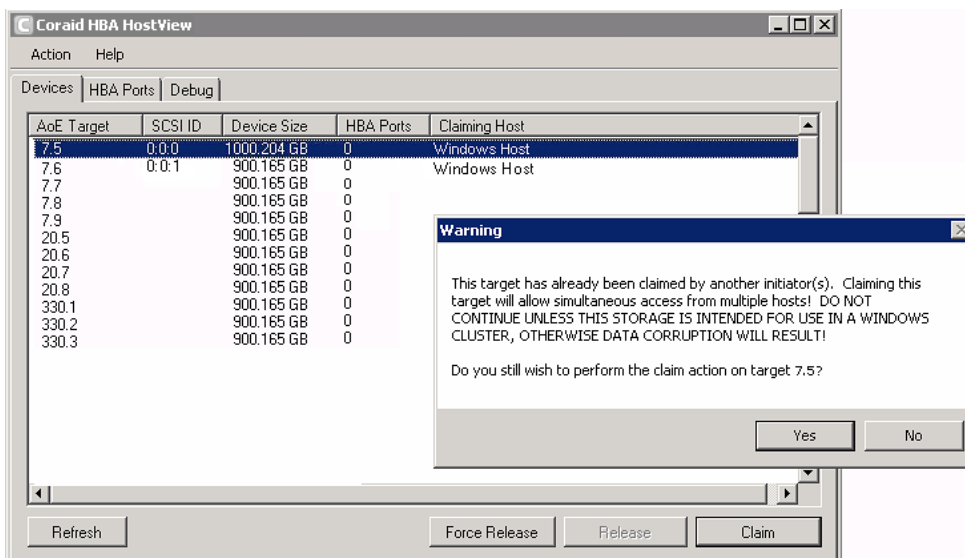 Coraid HBA HostView
Action Help
Devices HBA Ports Debug
AoE Target SCSI ID Device Size HBA Ports Claiming Host
7.5 0:0:0 1000.204 GB 0 Windows Host
7.6 0:0:1 900.165 GB 0 Windows Host
7.7 900.165 GB 0
7.8 900.165 GB 0
7.9 900.165 GB 0
20.5 900.165 GB 0
20.6 900.165 GB 0
20.7 900.165 GB 0
20.8 900.165 GB 0
330.1 900.165 GB 0
330.2 900.165 GB 0
330.3 900.165 GB 0
Warning
This target has already been claimed by another initiator(s). Claiming this
target will allow simultaneous access from multiple hosts! DO NOT
CONTINUE UNLESS THIS STORAGE IS INTENDED FOR USE IN A WINDOWS
CLUSTER, OTHERWISE DATA CORRUPTION WILL RESULT!
Do you still wish to perform the claim action on target 7.5?
Yes No
Refresh Force Release Release Claim